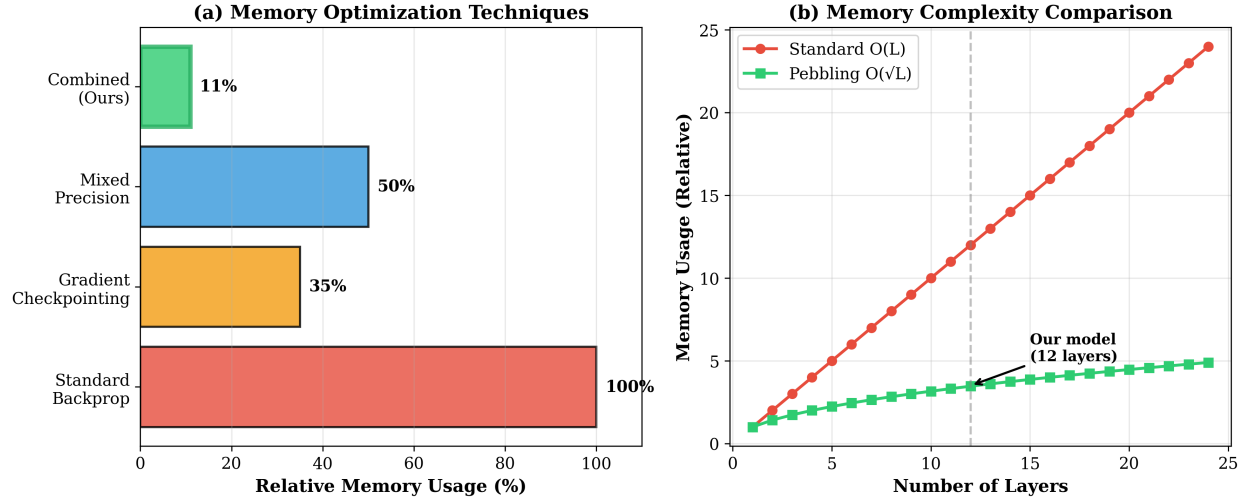 (a) Memory Optimization Techniques
Combined
(Ours)
11%
Mixed
Precision
50%
Gradient
Checkpointing
35%
Standard
Backprop
100%
0 20 40 60 80 100
Relative Memory Usage (%)
(b) Memory Complexity Comparison
Standard O(L)
Pebbling O(√L)
25
20
15
10
5
0
Memory Usage (Relative)
Our model
(12 layers)
0 5 10 15 20 25
Number of Layers